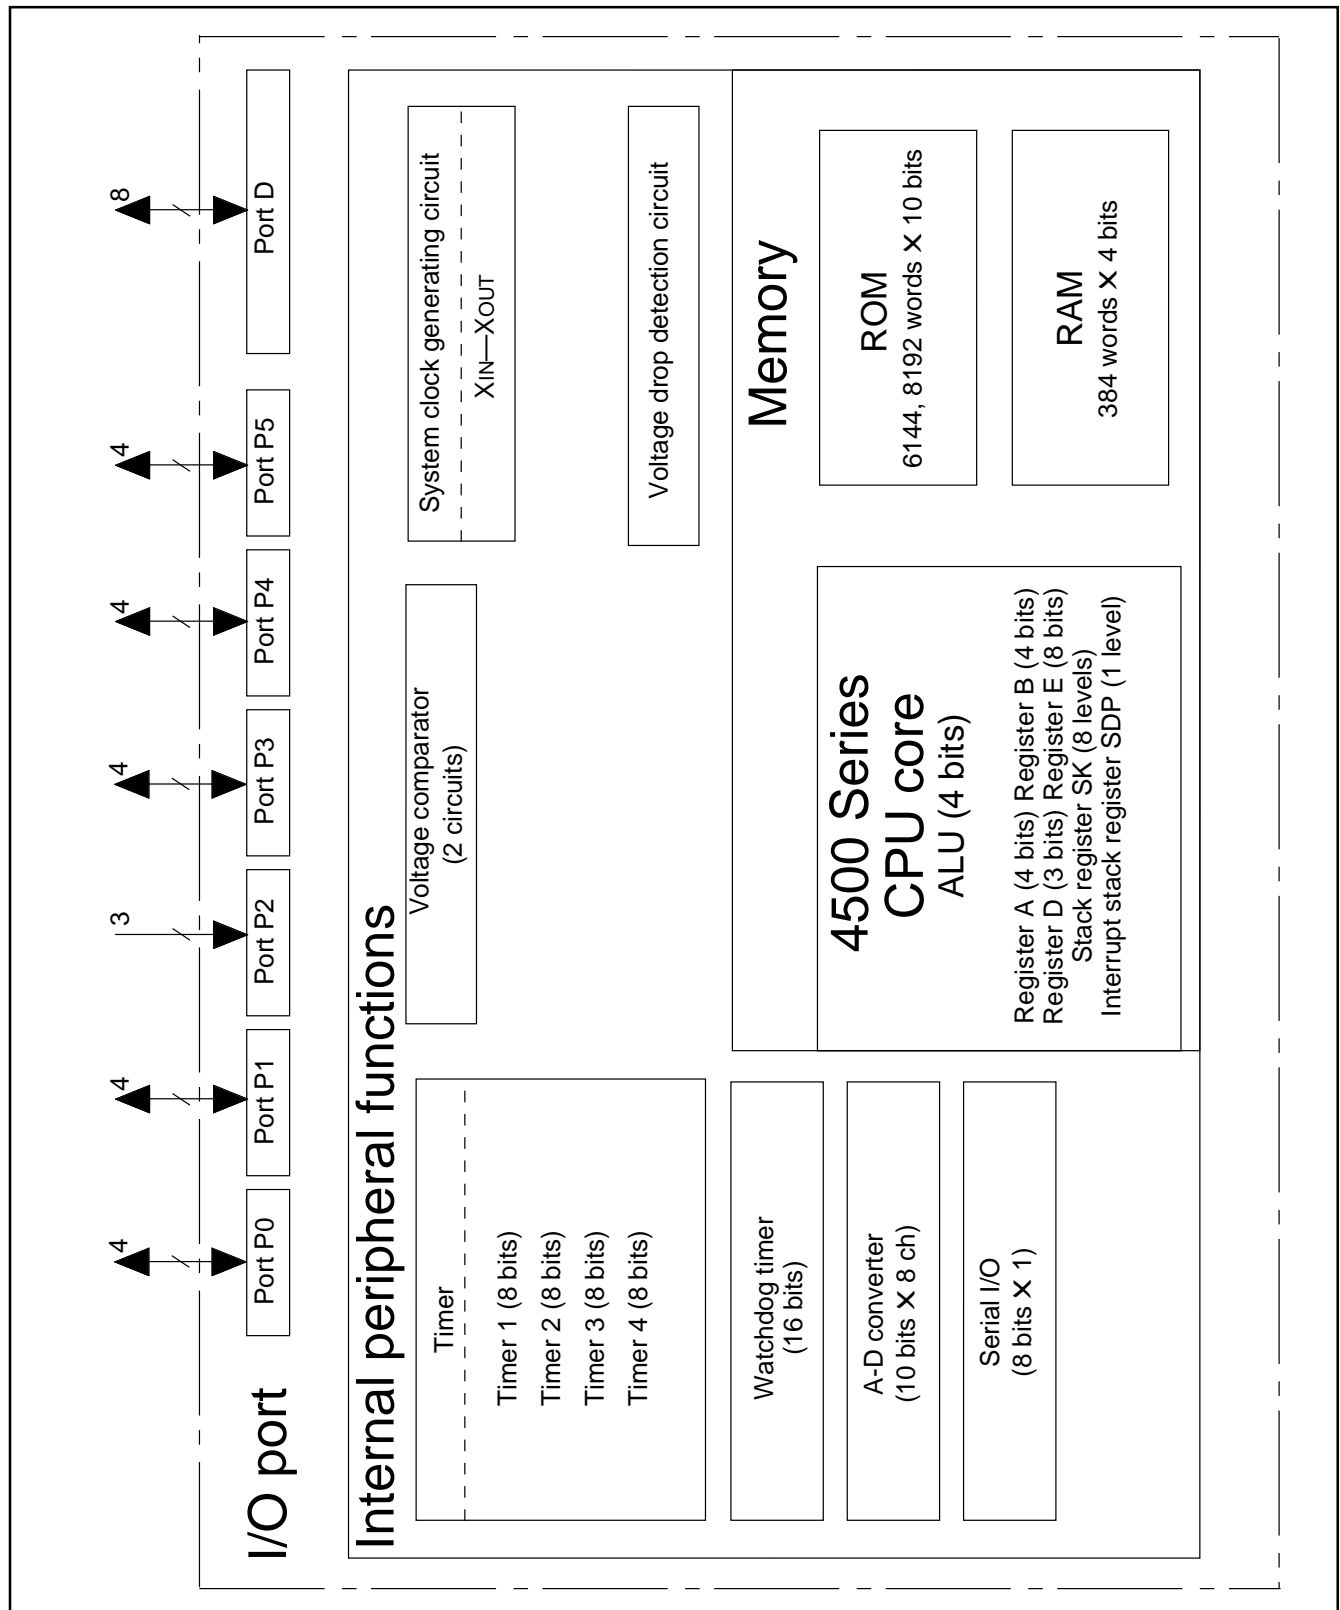 4
4
3
4
4
4
8
I/O port
Port P0
Port P1
Port P2
Port P3
Port P4
Port P5
Port D
Internal peripheral functions
Timer
Timer 1 (8 bits)
Timer 2 (8 bits)
Timer 3 (8 bits)
Timer 4 (8 bits)
Watchdog timer
(16 bits)
A-D converter
(10 bits ✕ 8 ch)
Serial I/O
(8 bits ✕ 1)
Voltage comparator
(2 circuits)
System clock generating circuit
XIN—XOUT
Voltage drop detection circuit
4500 Series
CPU core
ALU (4 bits)
Register A (4 bits) Register B (4 bits)
Register D (3 bits) Register E (8 bits)
Stack register SK (8 levels)
Interrupt stack register SDP (1 level)
Memory
ROM
6144, 8192 words ✕ 10 bits
RAM
384 words ✕ 4 bits